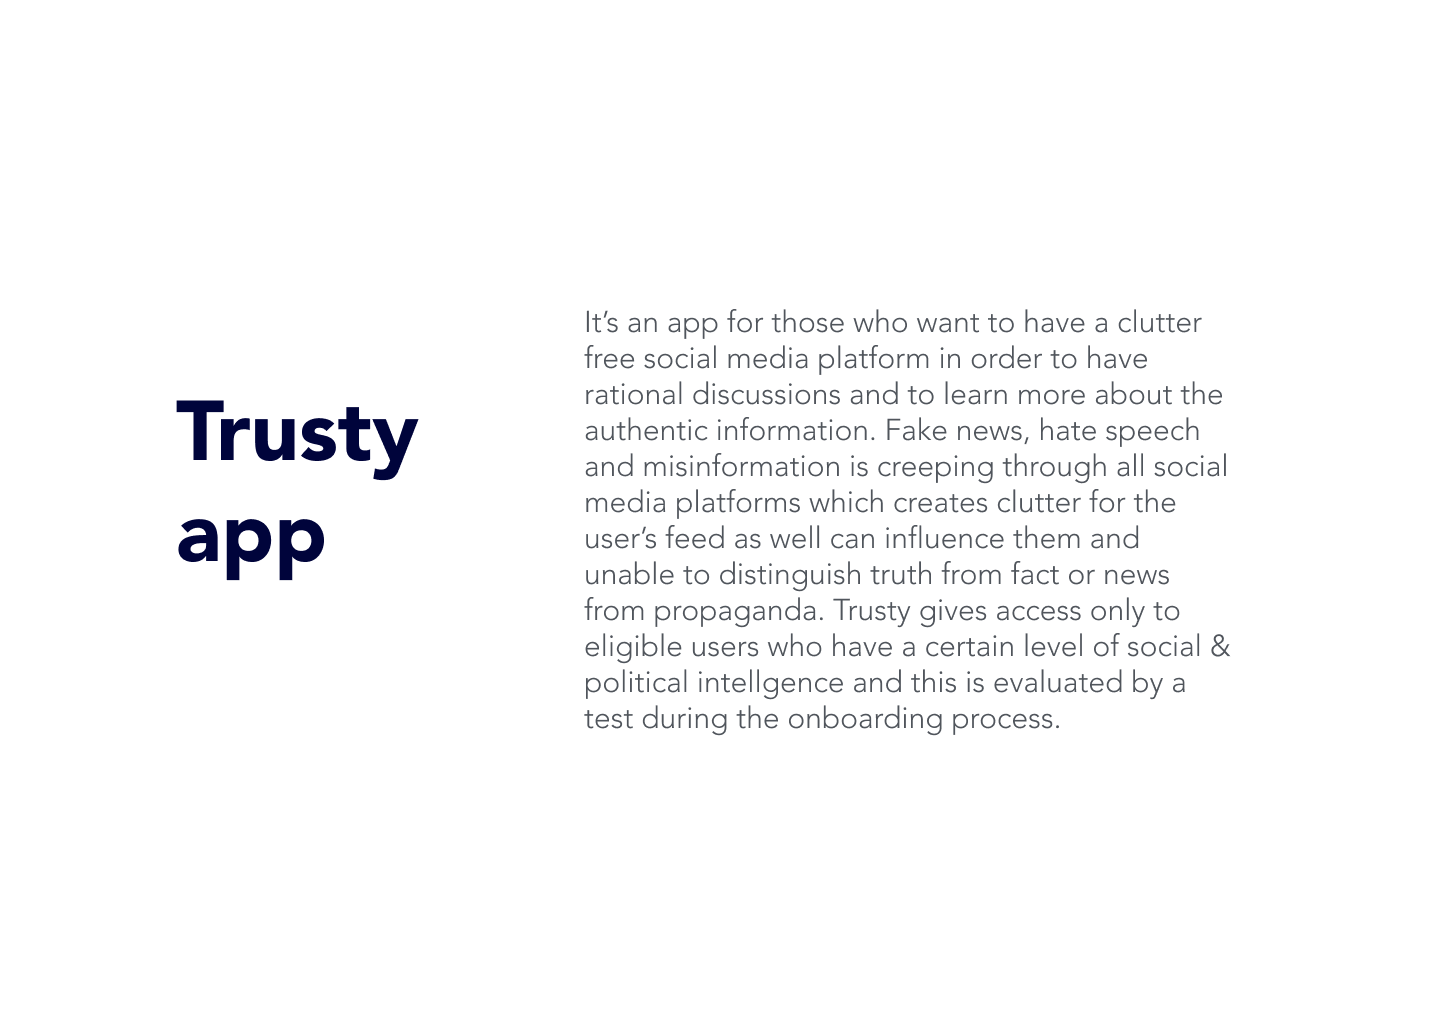 Trusty
app
It’s an app for those who want to have a clutter
free social media platform in order to have
rational discussions and to learn more about the
authentic information. Fake news, hate speech
and misinformation is creeping through all social
media platforms which creates clutter for the
user’s feed as well can influence them and
unable to distinguish truth from fact or news
from propaganda. Trusty gives access only to
eligible users who have a certain level of social &
political intellgence and this is evaluated by a
test during the onboarding process.